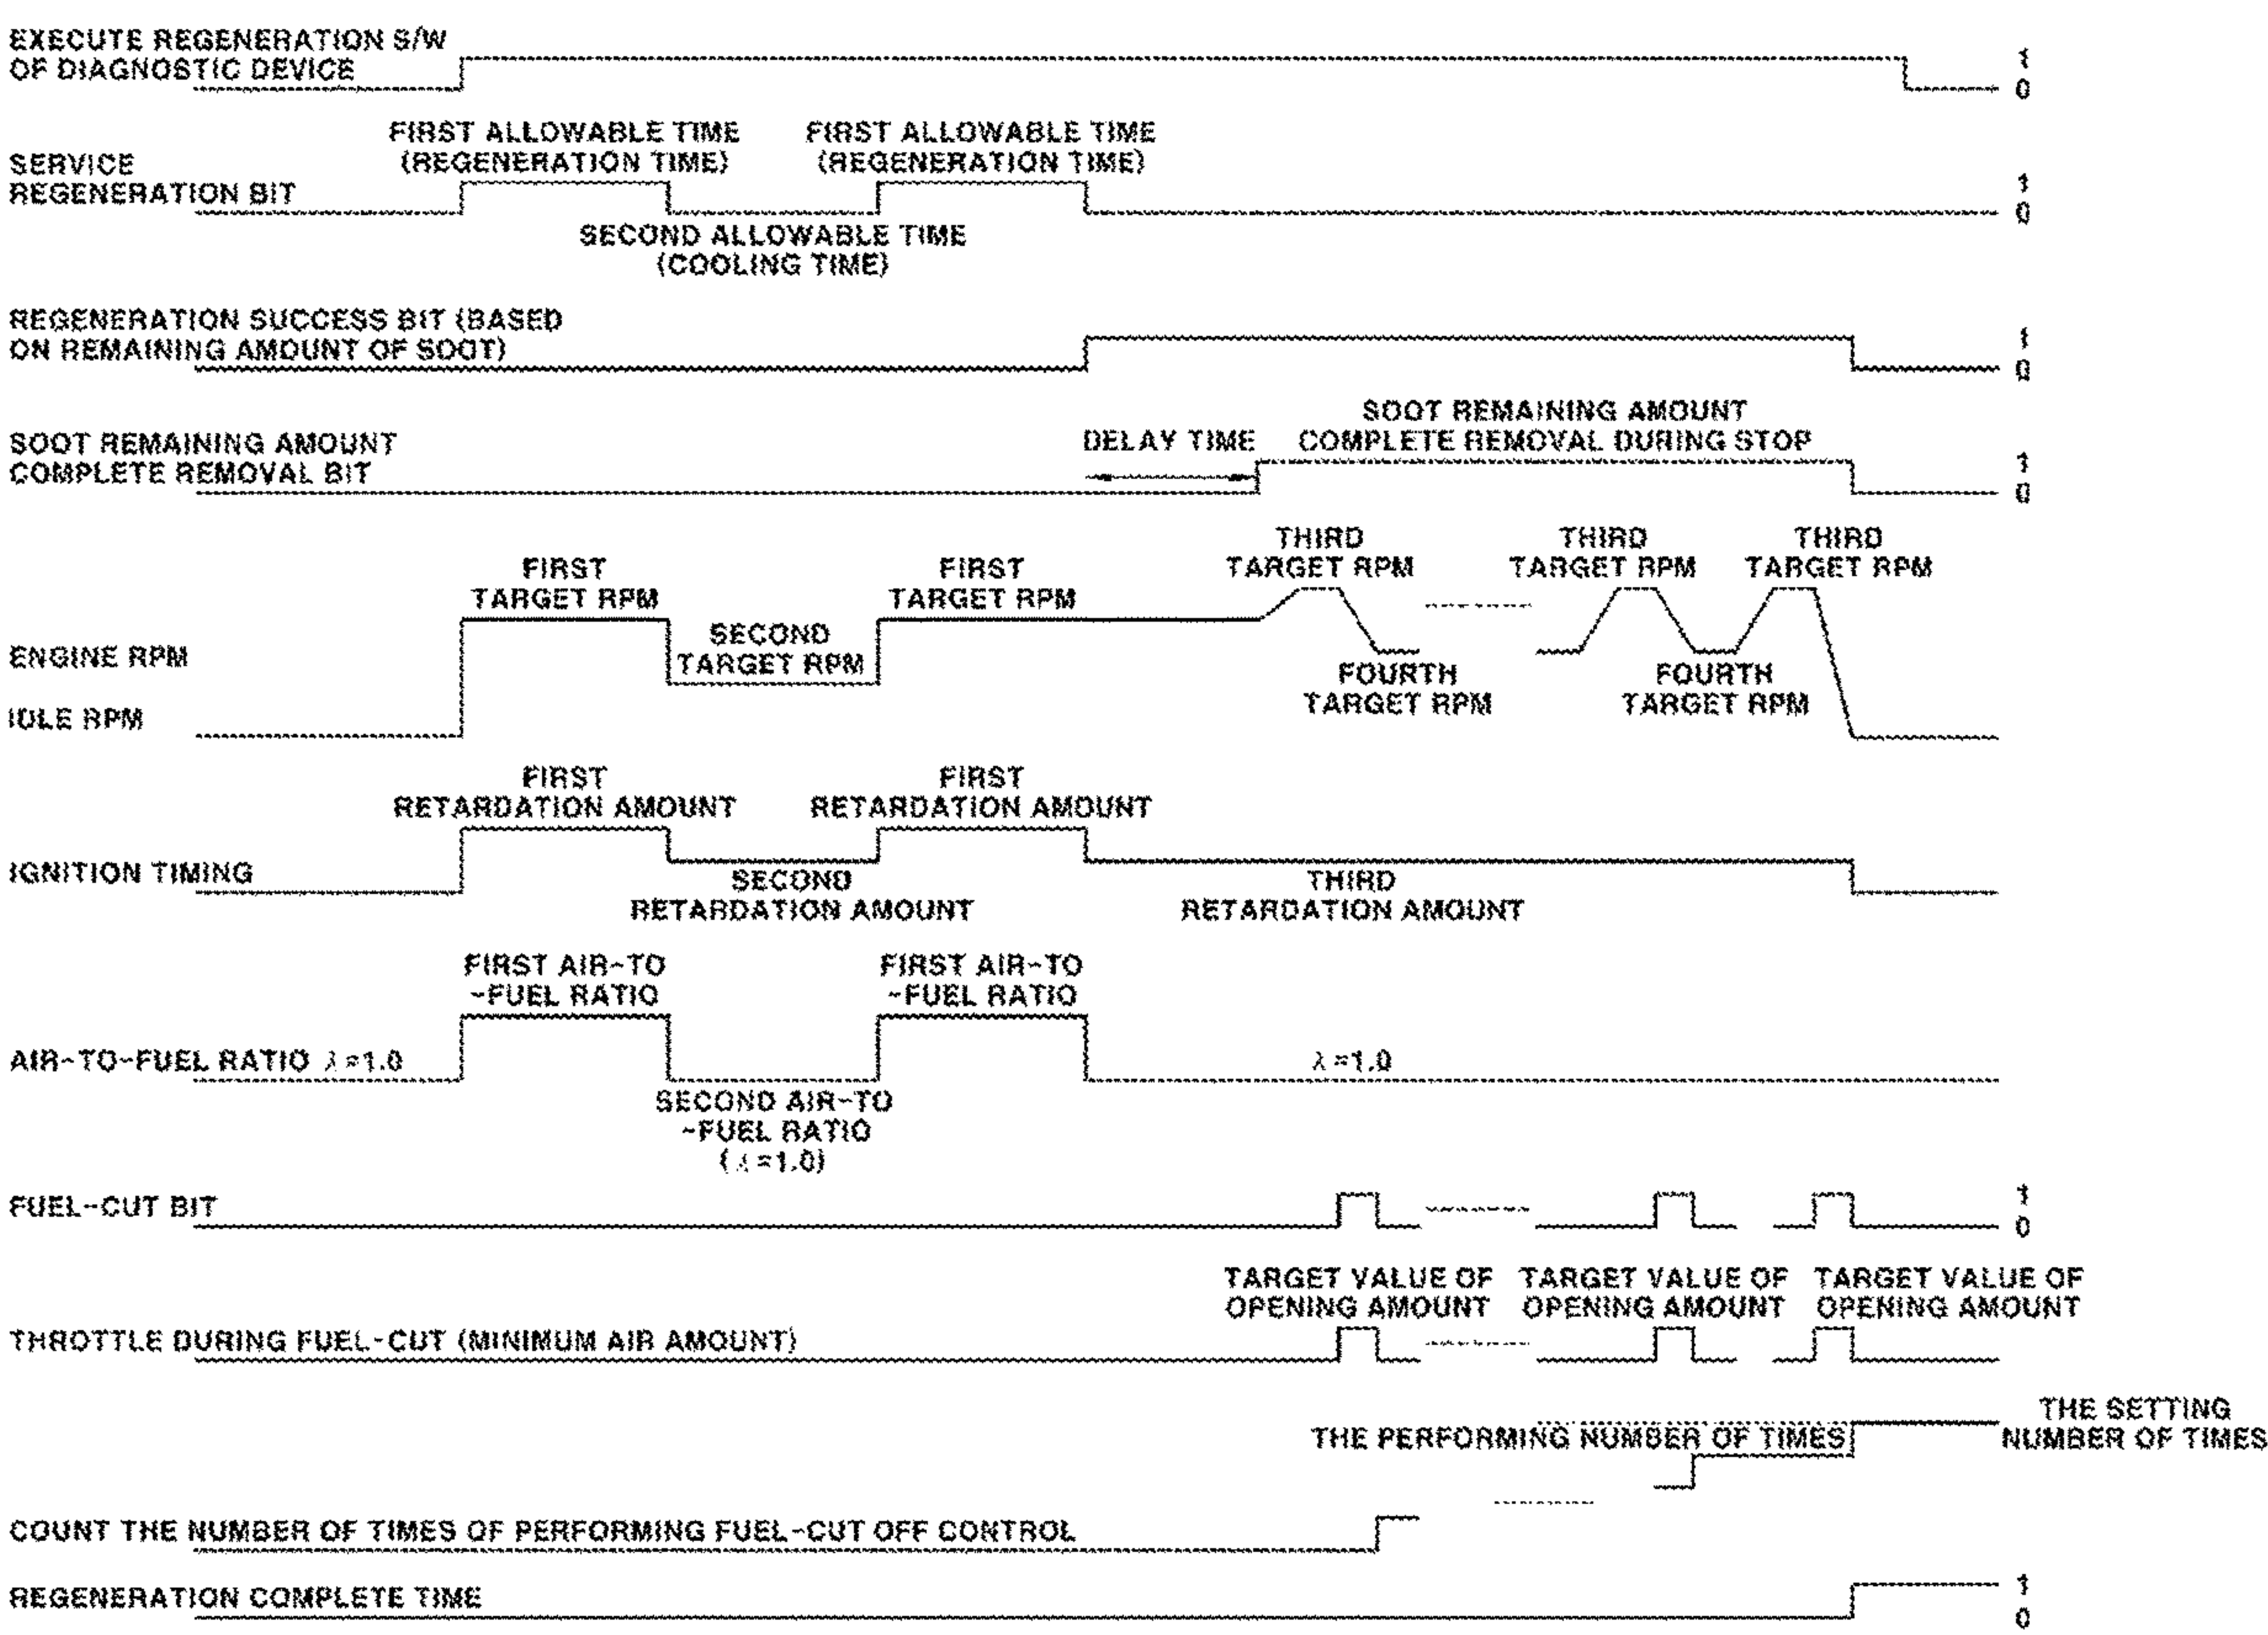 EXECUTE REGENERATION S/W
OF DIAGNOSTIC DEVICE
1
0
FIRST ALLOWABLE TIME
(REGENERATION TIME)
FIRST ALLOWABLE TIME
(REGENERATION TIME)
SERVICE
REGENERATION BIT
1
0
SECOND ALLOWABLE TIME
(COOLING TIME)
REGENERATION SUCCESS BIT (BASED
ON REMAINING AMOUNT OF SOOT)
1
0
SOOT REMAINING AMOUNT
COMPLETE REMOVAL BIT
DELAY TIME
SOOT REMAINING AMOUNT
COMPLETE REMOVAL DURING STOP
1
0
FIRST
TARGET RPM
FIRST
TARGET RPM
THIRD
TARGET RPM
THIRD
TARGET RPM
THIRD
TARGET RPM
SECOND
TARGET RPM
ENGINE RPM
FOURTH
TARGET RPM
FOURTH
TARGET RPM
IDLE RPM
FIRST
RETARDATION AMOUNT
FIRST
RETARDATION AMOUNT
IGNITION TIMING
SECOND
RETARDATION AMOUNT
THIRD
RETARDATION AMOUNT
FIRST AIR-TO
-FUEL RATIO
FIRST AIR-TO
-FUEL RATIO
AIR-TO-FUEL RATIO λ=1.0
λ=1.0
SECOND AIR-TO
-FUEL RATIO
(λ=1.0)
FUEL-CUT BIT
1
0
TARGET VALUE OF
OPENING AMOUNT
TARGET VALUE OF
OPENING AMOUNT
TARGET VALUE OF
OPENING AMOUNT
THROTTLE DURING FUEL-CUT (MINIMUM AIR AMOUNT)
THE PERFORMING NUMBER OF TIMES
THE SETTING
NUMBER OF TIMES
COUNT THE NUMBER OF TIMES OF PERFORMING FUEL-CUT OFF CONTROL
REGENERATION COMPLETE TIME
1
0